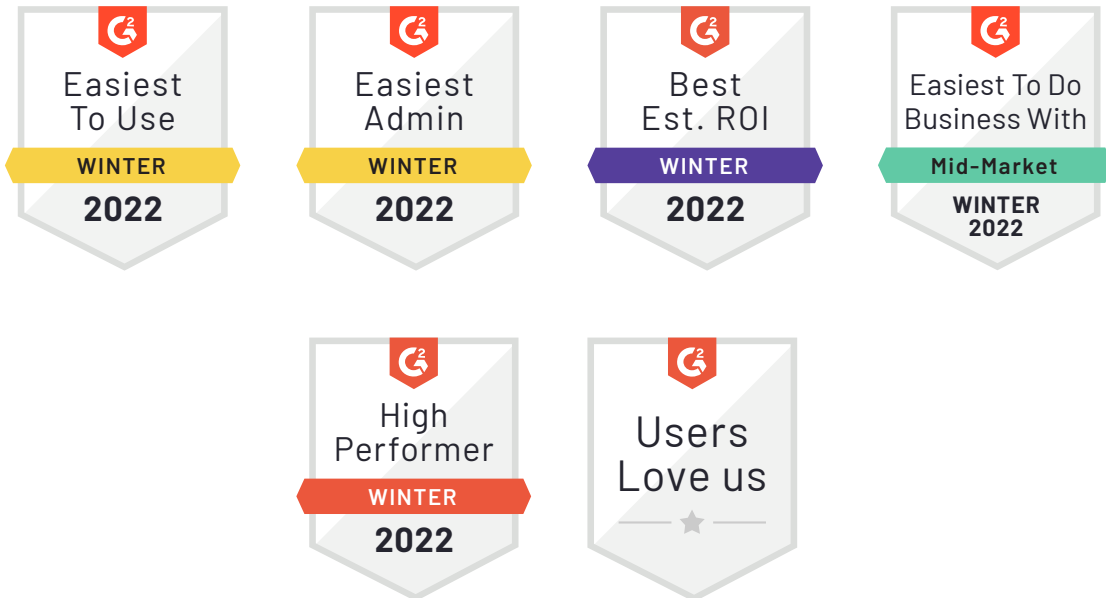 G2
Easiest
To Use
WINTER
2022
G2
Easiest
Admin
WINTER
2022
G2
Best
Est. ROI
WINTER
2022
G2
Easiest To Do
Business With
Mid-Market
WINTER
2022
G2
High
Performer
WINTER
2022
G2
Users
Love us